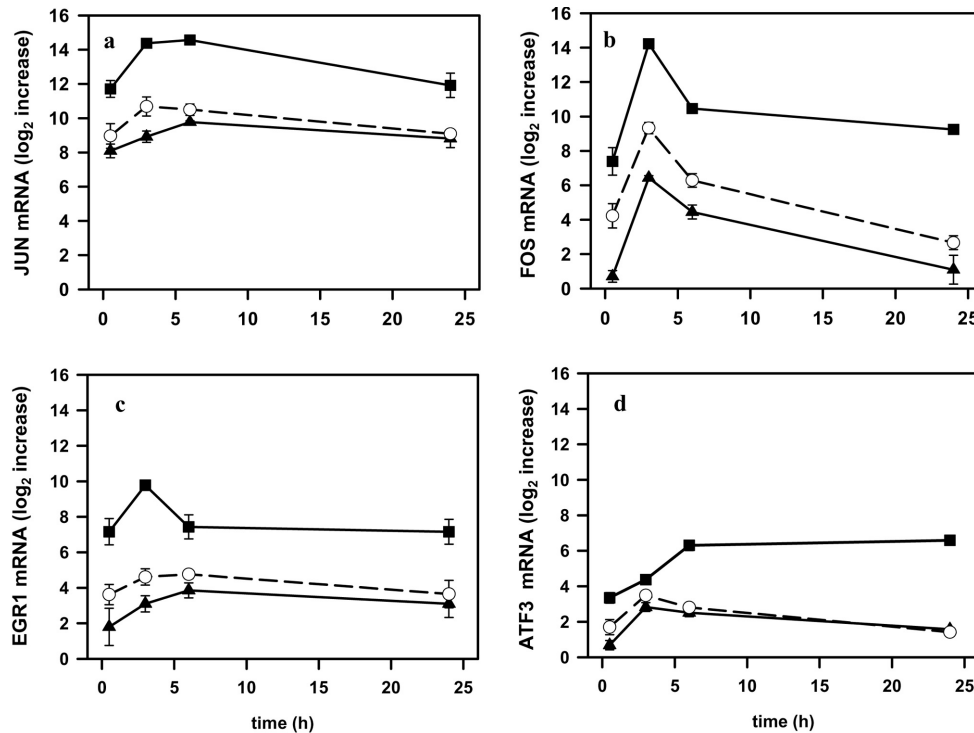 a
JUN mRNA (log2 increase)
16
14
12
10
8
6
4
2
0
0 5 10 15 20 25
b
FOS mRNA (log2 increase)
16
14
12
10
8
6
4
2
0
0 5 10 15 20 25
c
EGR1 mRNA (log2 increase)
16
14
12
10
8
6
4
2
0
0 5 10 15 20 25
time (h)
d
ATF3 mRNA (log2 increase)
16
14
12
10
8
6
4
2
0
0 5 10 15 20 25
time (h)